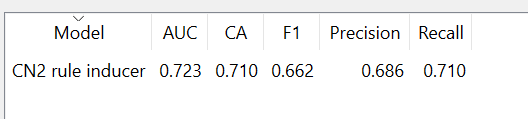 Model AUC CA F1 Precision Recall
CN2 rule inducer 0.723 0.710 0.662 0.686 0.710